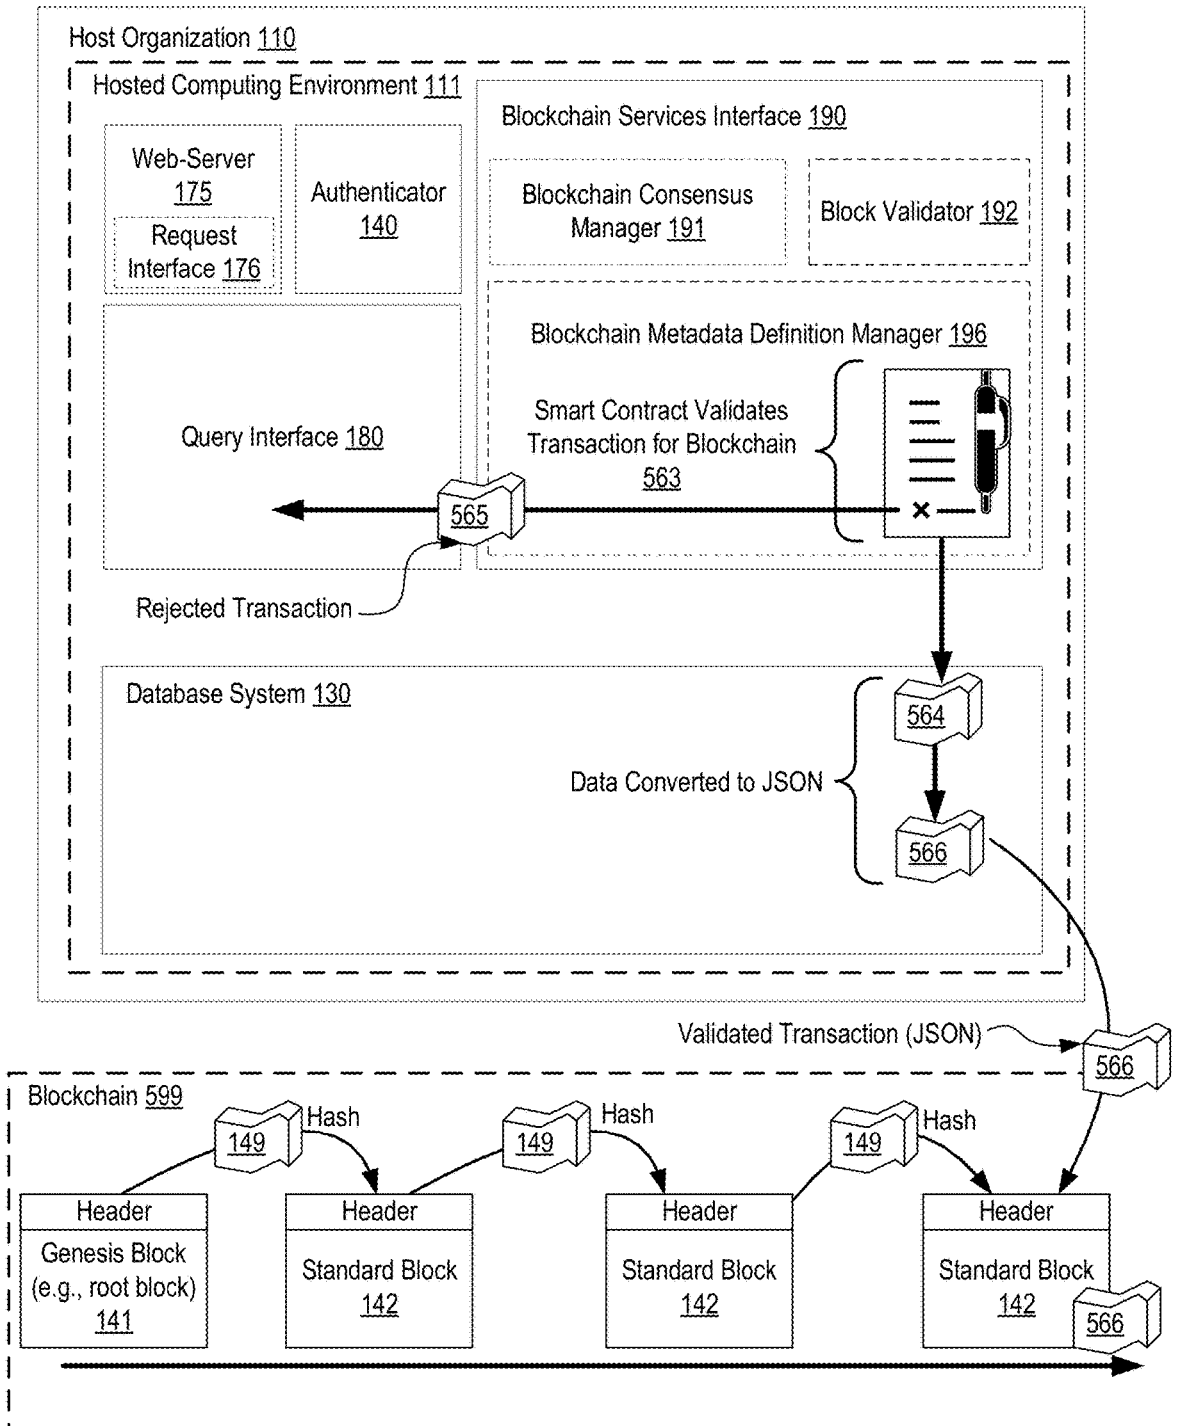 Host Organization 110
Hosted Computing Environment 111
Web-Server
175
Request
Interface 176
Authenticator
140
Blockchain Services Interface 190
Blockchain Consensus
Manager 191
Block Validator 192
Blockchain Metadata Definition Manager 196
Smart Contract Validates
Transaction for Blockchain
563
Query Interface 180
565
Rejected Transaction
Database System 130
564
Data Converted to JSON
566
Validated Transaction (JSON)
566
Blockchain 599
149
Hash
149
Hash
149
Hash
Header
Genesis Block
(e.g., root block)
141
Header
Standard Block
142
Header
Standard Block
142
Header
Standard Block
142
566